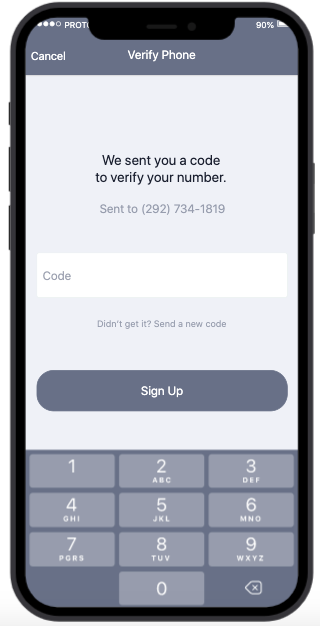 PROTO
90%
Cancel
Verify Phone
We sent you a code
to verify your number.
Sent to (292) 734-1819
Code
Didn't get it? Send a new code
Sign Up
1
2
3
ABC
DEF
4
5
6
GHI
JKL
MNO
7
8
9
PGRS
TUV
WXYZ
0